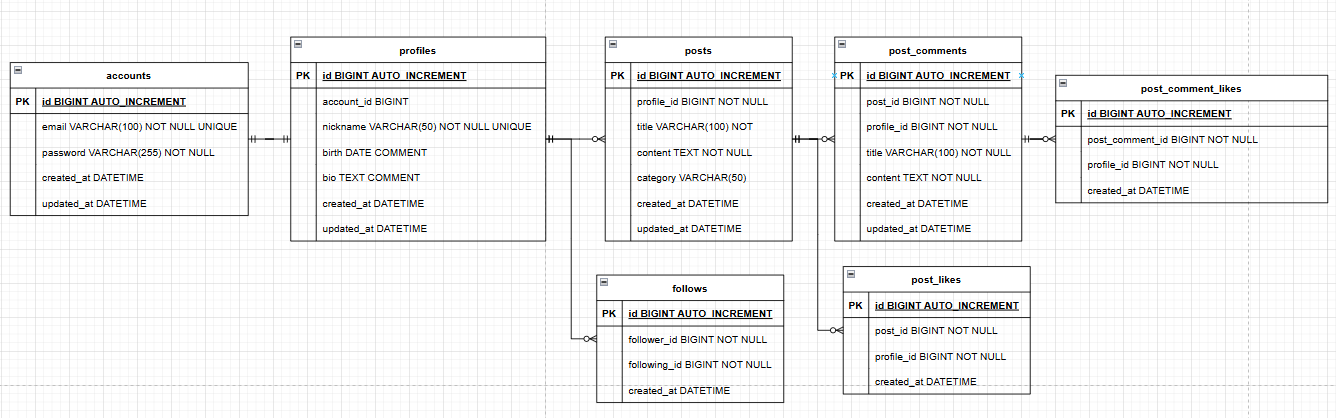 accounts
PK id BIGINT AUTO_INCREMENT
email VARCHAR(100) NOT NULL UNIQUE
password VARCHAR(255) NOT NULL
created_at DATETIME
updated_at DATETIME
profiles
PK id BIGINT AUTO_INCREMENT
account_id BIGINT
nickname VARCHAR(50) NOT NULL UNIQUE
birth DATE COMMENT
bio TEXT COMMENT
created_at DATETIME
updated_at DATETIME
posts
PK id BIGINT AUTO_INCREMENT
profile_id BIGINT NOT NULL
title VARCHAR(100) NOT
content TEXT NOT NULL
category VARCHAR(50)
created_at DATETIME
updated_at DATETIME
post_comments
PK id BIGINT AUTO_INCREMENT
post_id BIGINT NOT NULL
profile_id BIGINT NOT NULL
title VARCHAR(100) NOT NULL
content TEXT NOT NULL
created_at DATETIME
updated_at DATETIME
post_comment_likes
PK id BIGINT AUTO_INCREMENT
post_comment_id BIGINT NOT NULL
profile_id BIGINT NOT NULL
created_at DATETIME
follows
PK id BIGINT AUTO_INCREMENT
follower_id BIGINT NOT NULL
following_id BIGINT NOT NULL
created_at DATETIME
post_likes
PK id BIGINT AUTO_INCREMENT
post_id BIGINT NOT NULL
profile_id BIGINT NOT NULL
created_at DATETIME